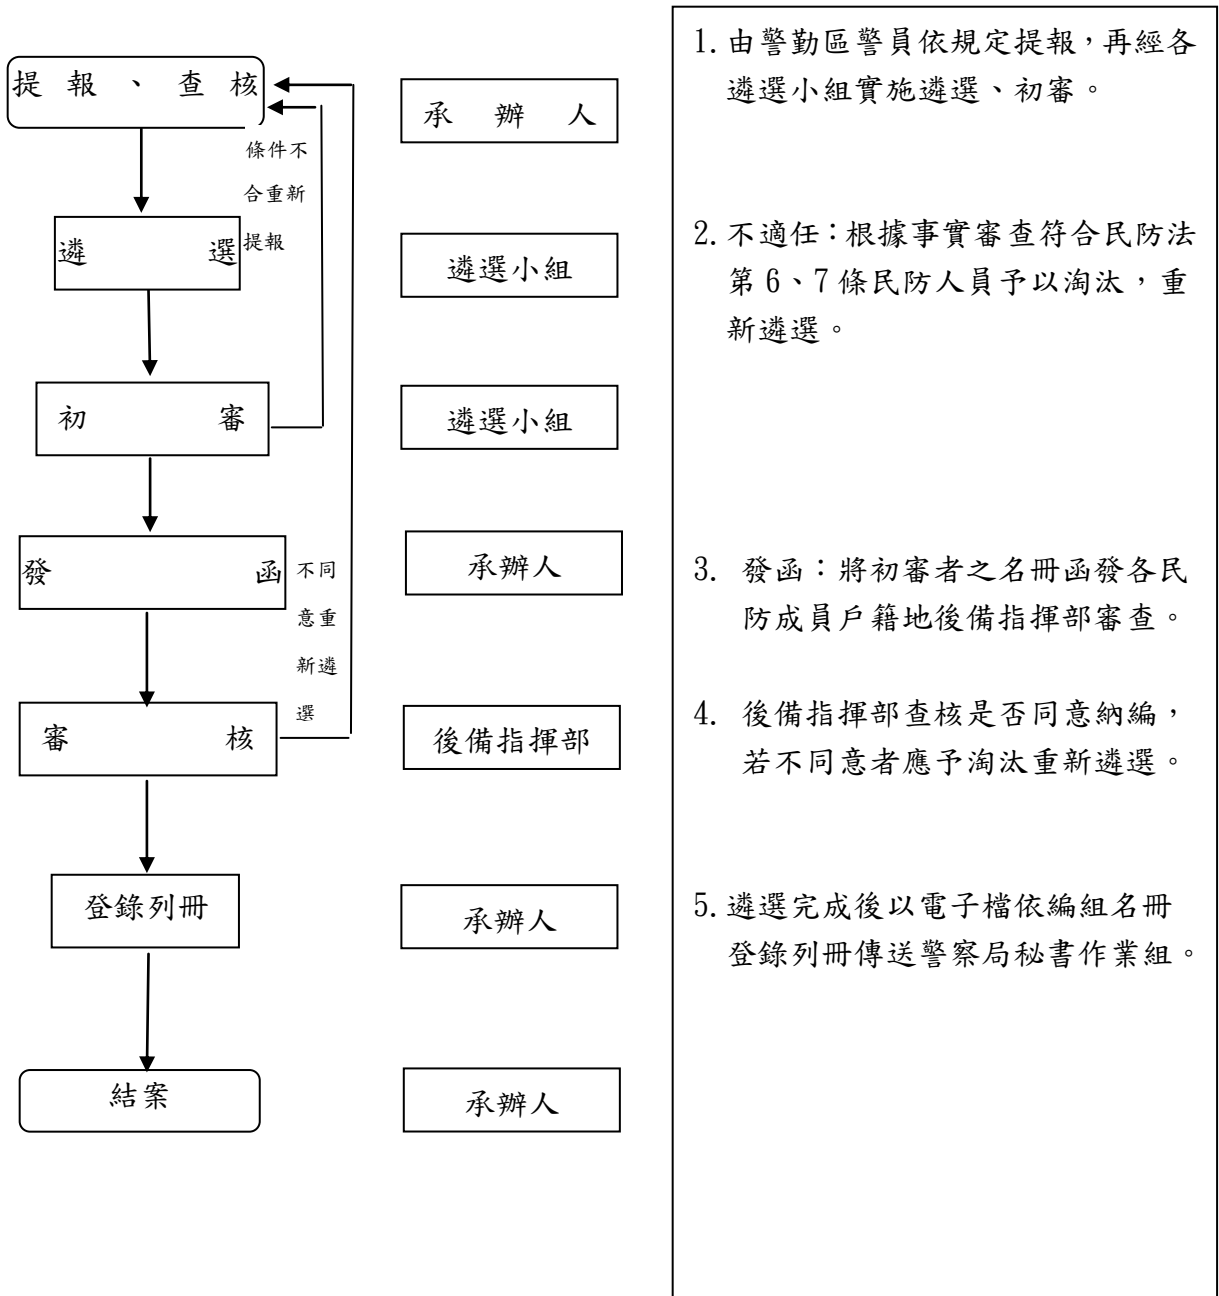 提報、查核
條件不
合重新
提報
遴選
初審
發函
不同
意重
新遴
選
審核
登錄列冊
結案
承辦人
遴選小組
遴選小組
承辦人
後備指揮部
承辦人
承辦人
1.由警勤區警員依規定提報，再經各
遴選小組實施遴選、初審。
2.不適任：根據事實審查符合民防法
第6、7條民防人員予以淘汰，重
新遴選。
3. 發函：將初審者之名冊函發各民
防成員戶籍地後備指揮部審查。
4. 後備指揮部查核是否同意納編，
若不同意者應予淘汰重新遴選。
5.遴選完成後以電子檔依編組名冊
登錄列冊傳送警察局秘書作業組。